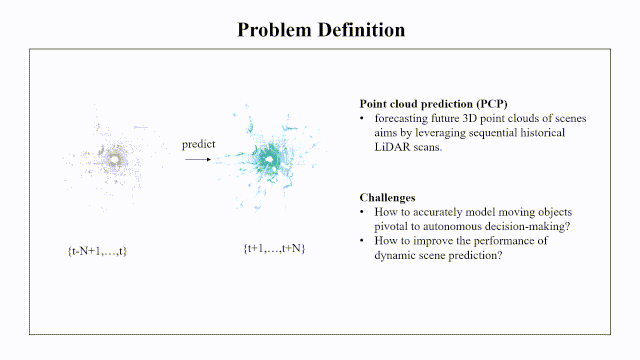 Problem Definition
predict
{t-N+1,…,t}
{t+1,…,t+N}
Point cloud prediction (PCP)
• forecasting future 3D point clouds of scenes
aims by leveraging sequential historical
LiDAR scans.
Challenges
• How to accurately model moving objects
pivotal to autonomous decision-making?
• How to improve the performance of
dynamic scene prediction?